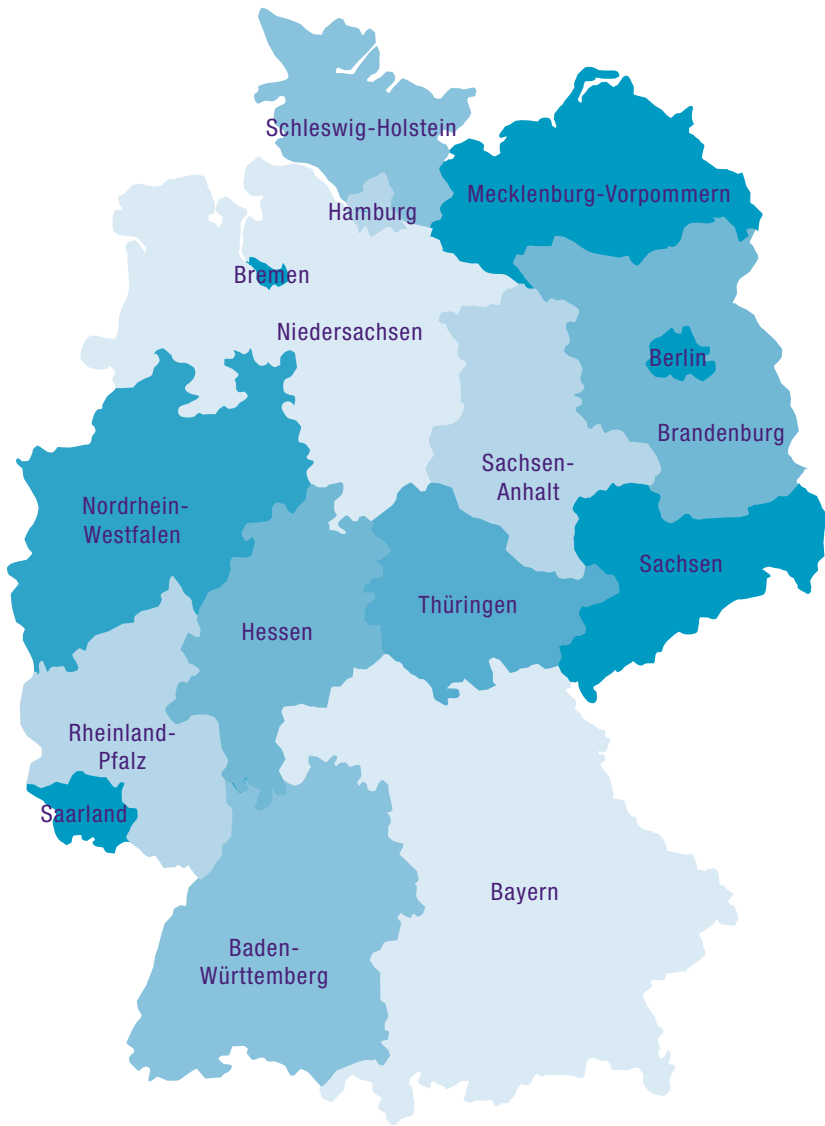 Schleswig-Holstein
Mecklenburg-Vorpommern
Hamburg
Bremen
Niedersachsen
Berlin
Brandenburg
Sachsen-
Anhalt
Nordrhein-
Westfalen
Sachsen
Thüringen
Hessen
Rheinland-
Pfalz
Saarland
Bayern
Baden-
Württemberg